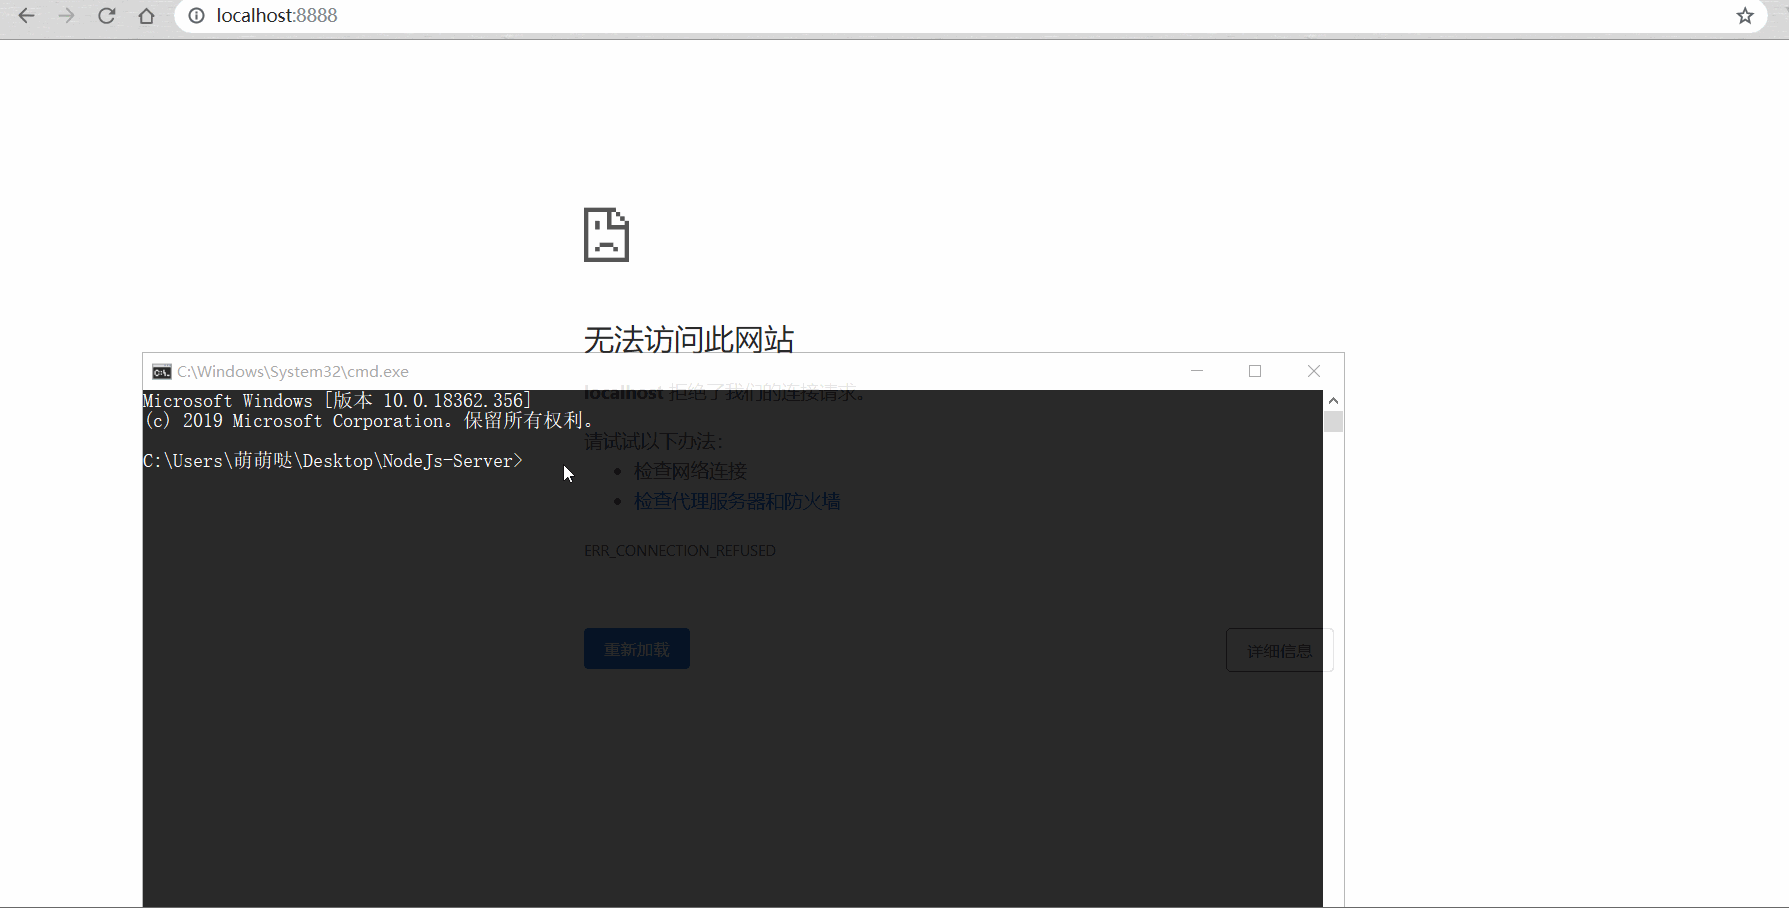 localhost:8888
无法访问此网站
C:\Windows\System32\cmd.exe
localhost 拒绝了我们的连接请求。
Microsoft Windows [版本 10.0.18362.356]
(c) 2019 Microsoft Corporation。保留所有权利。
请试试以下办法：
C:\Users\萌萌哒\Desktop\NodeJs-Server>
检查网络连接
检查代理服务器和防火墙
ERR_CONNECTION_REFUSED
重新加载
详细信息